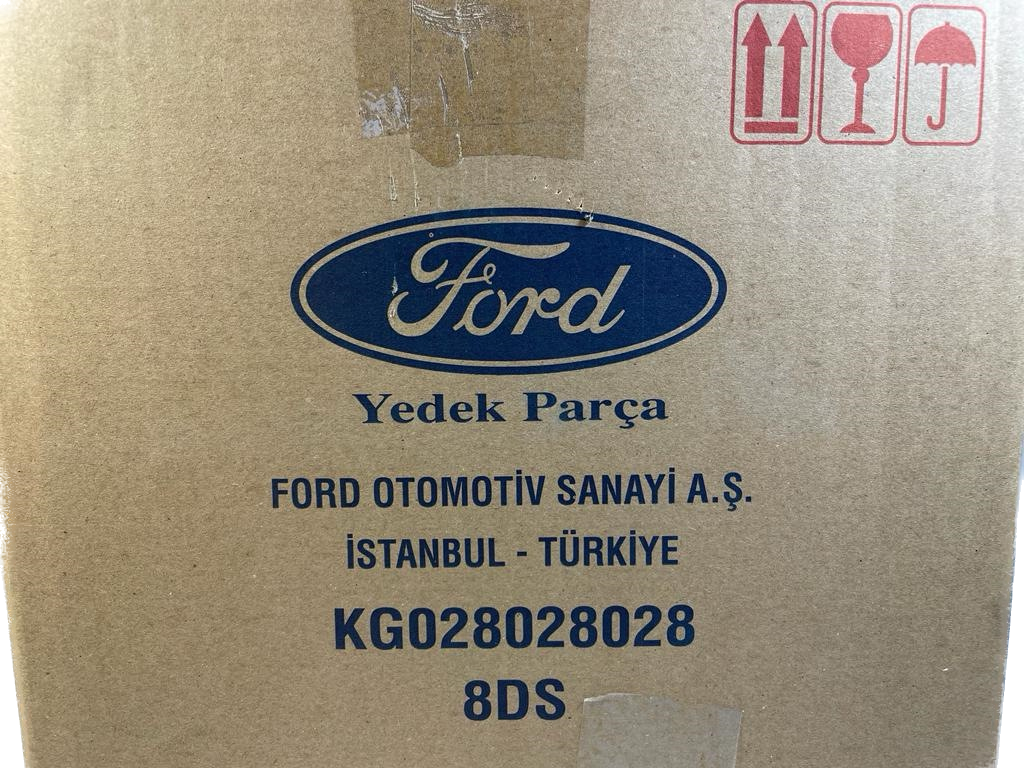 Ford
Yedek Parça
FORD OTOMOTİV SANAYİ A.Ş.
İSTANBUL - TÜRKİYE
KG028028028
8DS